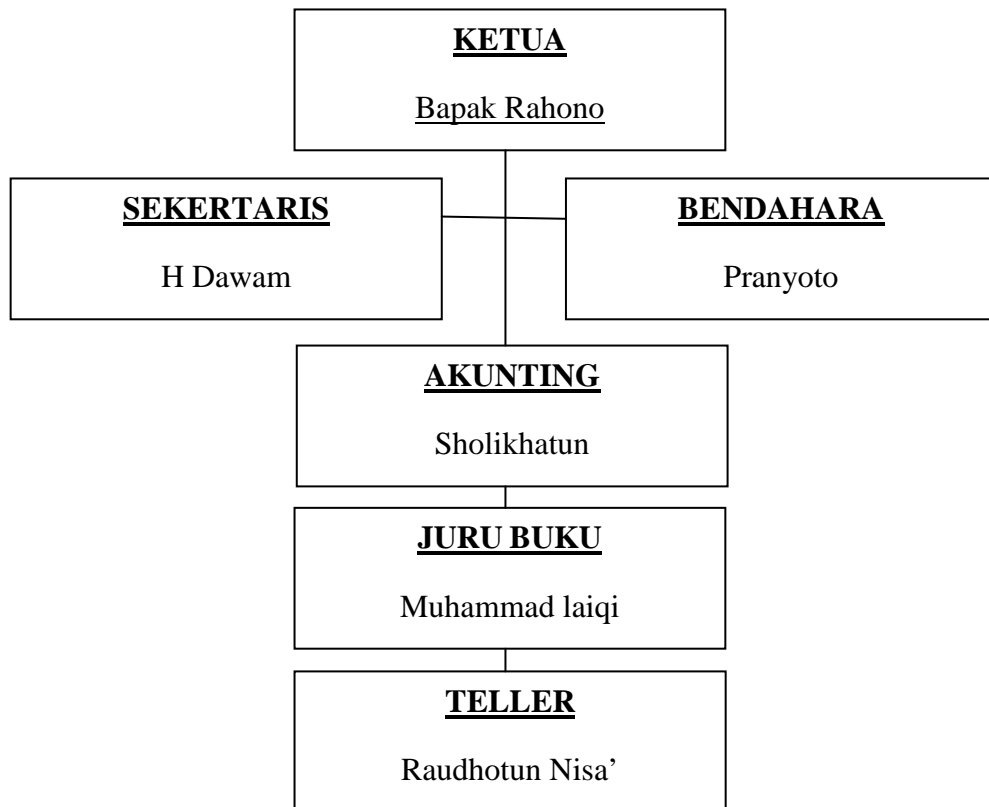 KETUA
Bapak Rahono
SEKERTARIS
H Dawam
BENDAHARA
Pranyoto
AKUNTING
Sholikhatun
JURU BUKU
Muhammad laiqi
TELLER
Raudhotun Nisa’